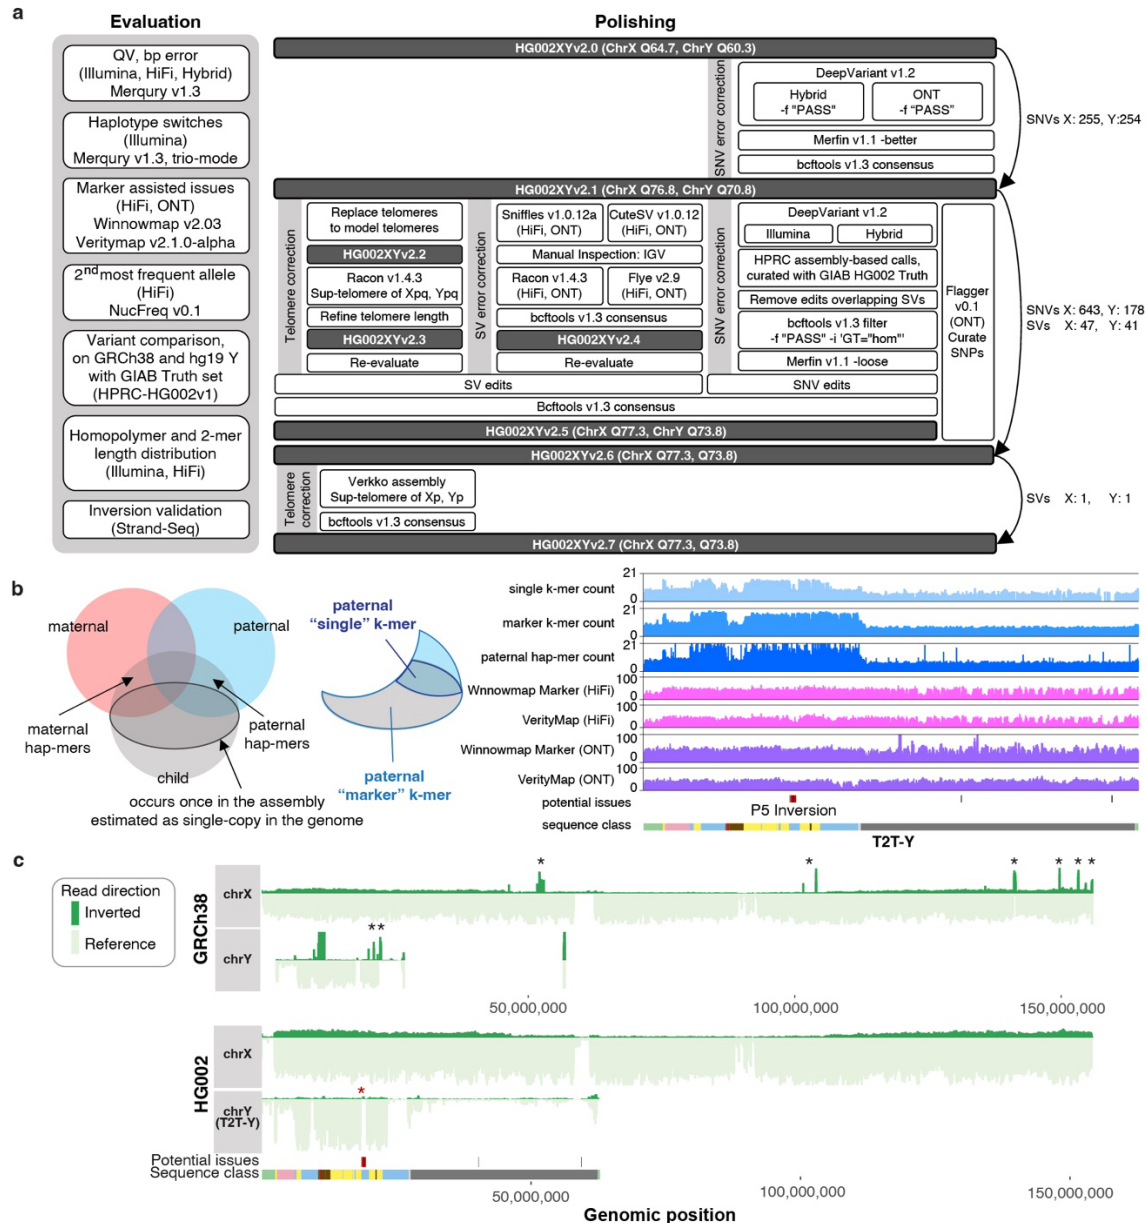 a
Evaluation
Polishing
QV, bp error
(Illumina, HiFi, Hybrid)
Merqury v1.3
Haplotype switches
(Illumina)
Merqury v1.3, trio-mode
Marker assisted issues
(HiFi, ONT)
Winnowmap v2.03
Veritymap v2.1.0-alpha
2nd most frequent allele
(HiFi)
NucFreq v0.1
Variant comparison,
on GRCh38 and hg19 Y
with GIAB Truth set
(HPRC-HG002v1)
Homopolymer and 2-mer
length distribution
(Illumina, HiFi)
Inversion validation
(Strand-Seq)
HG002XYv2.0 (ChrX Q64.7, ChrY Q60.3)
SNV error correction
DeepVariant v1.2
Hybrid
-f "PASS"
ONT
-f "PASS"
Merfin v1.1 -better
bcftools v1.3 consensus
SNVs X: 255, Y:254
HG002XYv2.1 (ChrX Q76.8, ChrY Q70.8)
Telomere correction
Replace telomeres
to model telomeres
HG002XYv2.2
Racon v1.4.3
Sup-telomere of Xpq, Ypq
Refine telomere length
HG002XYv2.3
Re-evaluate
SV error correction
Sniffles v1.0.12a
(HiFi, ONT)
CuteSV v1.0.12
(HiFi, ONT)
Manual Inspection: IGV
Racon v1.4.3
(HiFi, ONT)
Flye v2.9
(HiFi, ONT)
bcftools v1.3 consensus
HG002XYv2.4
Re-evaluate
SNV error correction
DeepVariant v1.2
Illumina
Hybrid
HPRC assembly-based calls,
curated with GIAB HG002 Truth
Remove edits overlapping SVs
bcftools v1.3 filter
-f "PASS" -i 'GT="hom"'
Merfin v1.1 -loose
Flagger
v0.1
(ONT)
Curate
SNPs
SNVs X: 643, Y: 178
SVs X: 47, Y: 41
SV edits
SNV edits
Bcftools v1.3 consensus
HG002XYv2.5 (ChrX Q77.3, ChrY Q73.8)
HG002XYv2.6 (ChrX Q77.3, Q73.8)
Telomere
correction
Verkko assembly
Sup-telomere of Xp, Yp
bcftools v1.3 consensus
SVs X: 1, Y: 1
HG002XYv2.7 (ChrX Q77.3, Q73.8)
b
maternal
paternal
maternal
hap-mers
paternal
hap-mers
child
occurs once in the assembly
estimated as single-copy in the genome
paternal
"single" k-mer
paternal
"marker" k-mer
single k-mer count
21
0
marker k-mer count
21
0
paternal hap-mer count
21
0
Wnnowmap Marker (HiFi)
100
0
VerityMap (HiFi)
100
0
Winnowmap Marker (ONT)
100
0
VerityMap (ONT)
100
0
potential issues
P5 Inversion
sequence class
T2T-Y
c
Read direction
Inverted
Reference
GRCh38
chrX
* * * * * *
chrY
* *
50,000,000
100,000,000
150,000,000
HG002
chrX
chrY
(T2T-Y)
*
Potential issues
Sequence class
50,000,000
100,000,000
150,000,000
Genomic position